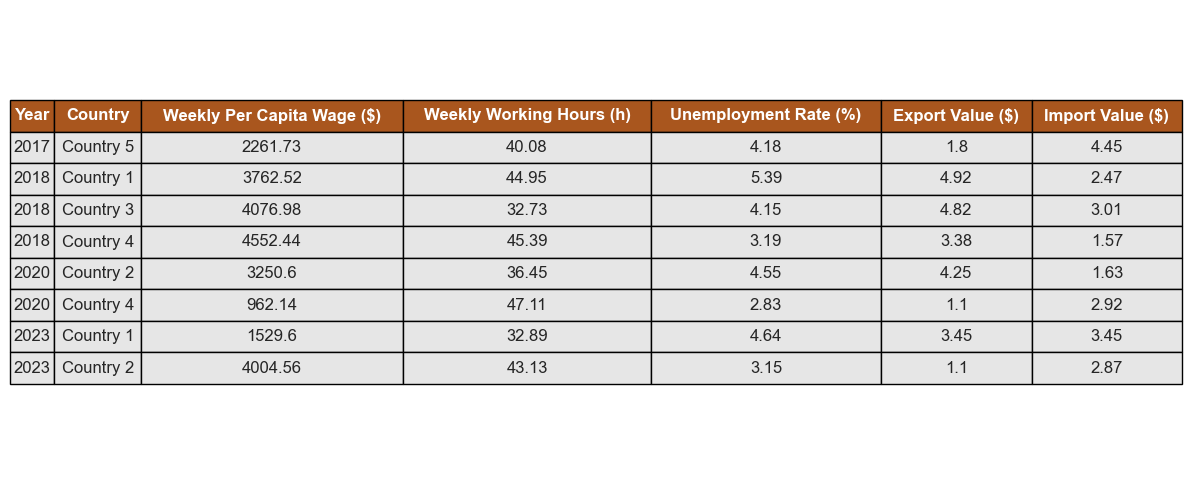 Year Country Weekly Per Capita Wage ($) Weekly Working Hours (h) Unemployment Rate (%) Export Value ($) Import Value ($)
2017 Country 5 2261.73 40.08 4.18 1.8 4.45
2018 Country 1 3762.52 44.95 5.39 4.92 2.47
2018 Country 3 4076.98 32.73 4.15 4.82 3.01
2018 Country 4 4552.44 45.39 3.19 3.38 1.57
2020 Country 2 3250.6 36.45 4.55 4.25 1.63
2020 Country 4 962.14 47.11 2.83 1.1 2.92
2023 Country 1 1529.6 32.89 4.64 3.45 3.45
2023 Country 2 4004.56 43.13 3.15 1.1 2.87